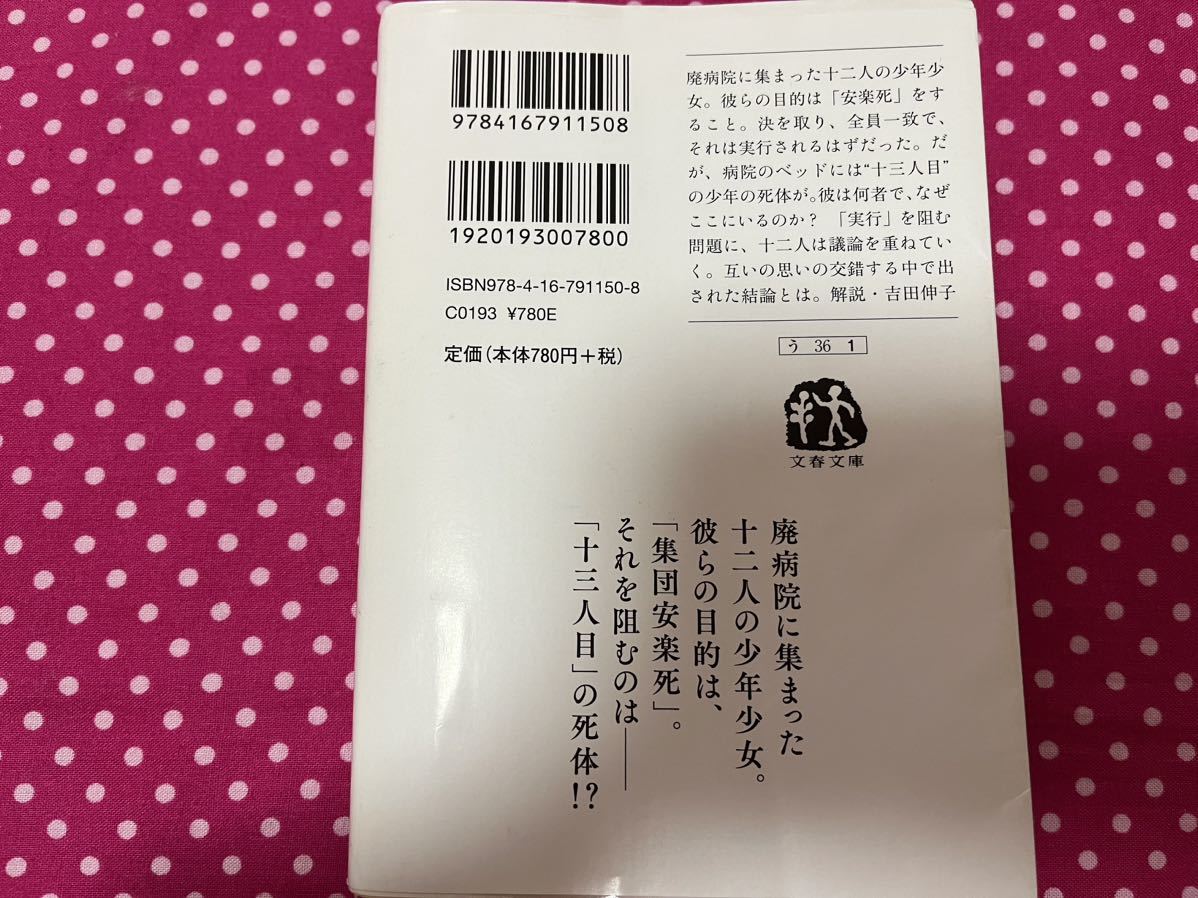 9784167911508
1920193007800
ISBN978-4-16-791150-8
C0193 ¥780E
定価(本体780円+税)
廃病院に集まった十二人の少年少
女。彼らの目的は「安楽死」をす
ること。決を取り、全員一致で、
それは実行されるはずだった。だ
が、病院のベッドには“十三人目”
の少年の死体が。彼は何者で、なぜ
ここにいるのか? 「実行」を阻む
問題に、十二人は議論を重ねてい
く。互いの思いの交錯する中で出
された結論とは。解説・吉田伸子
う 36 1
文春文庫
廃病院に集まった
十二人の少年少女。
彼らの目的は、
「集団安楽死」。
それを阻むのは――
「十三人目」の死体!?